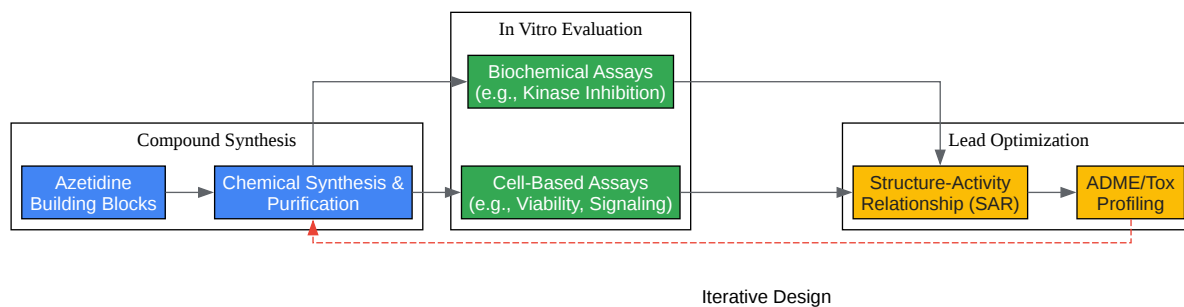 In Vitro Evaluation
Biochemical Assays
(e.g., Kinase Inhibition)
Compound Synthesis
Lead Optimization
Azetidine
Building Blocks
Chemical Synthesis &
Purification
Cell-Based Assays
(e.g., Viability, Signaling)
Structure-Activity
Relationship (SAR)
ADME/Tox
Profiling
Iterative Design